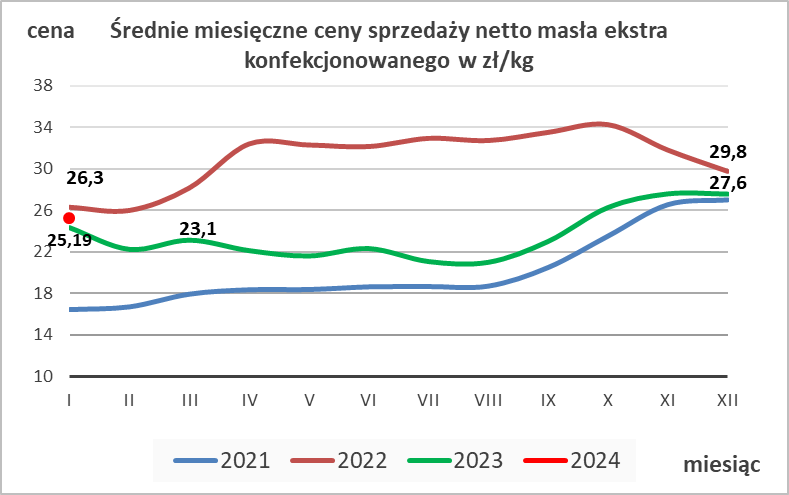 cena Średnie miesięczne ceny sprzedaży netto masła ekstra
konfekcjonowanego w zł/kg
38
34
30
26
22
18
14
10
26,3
25,19
23,1
29,8
27,6
I II III IV V VI VII VIII IX X XI XII
2021 2022 2023 2024
miesiąc